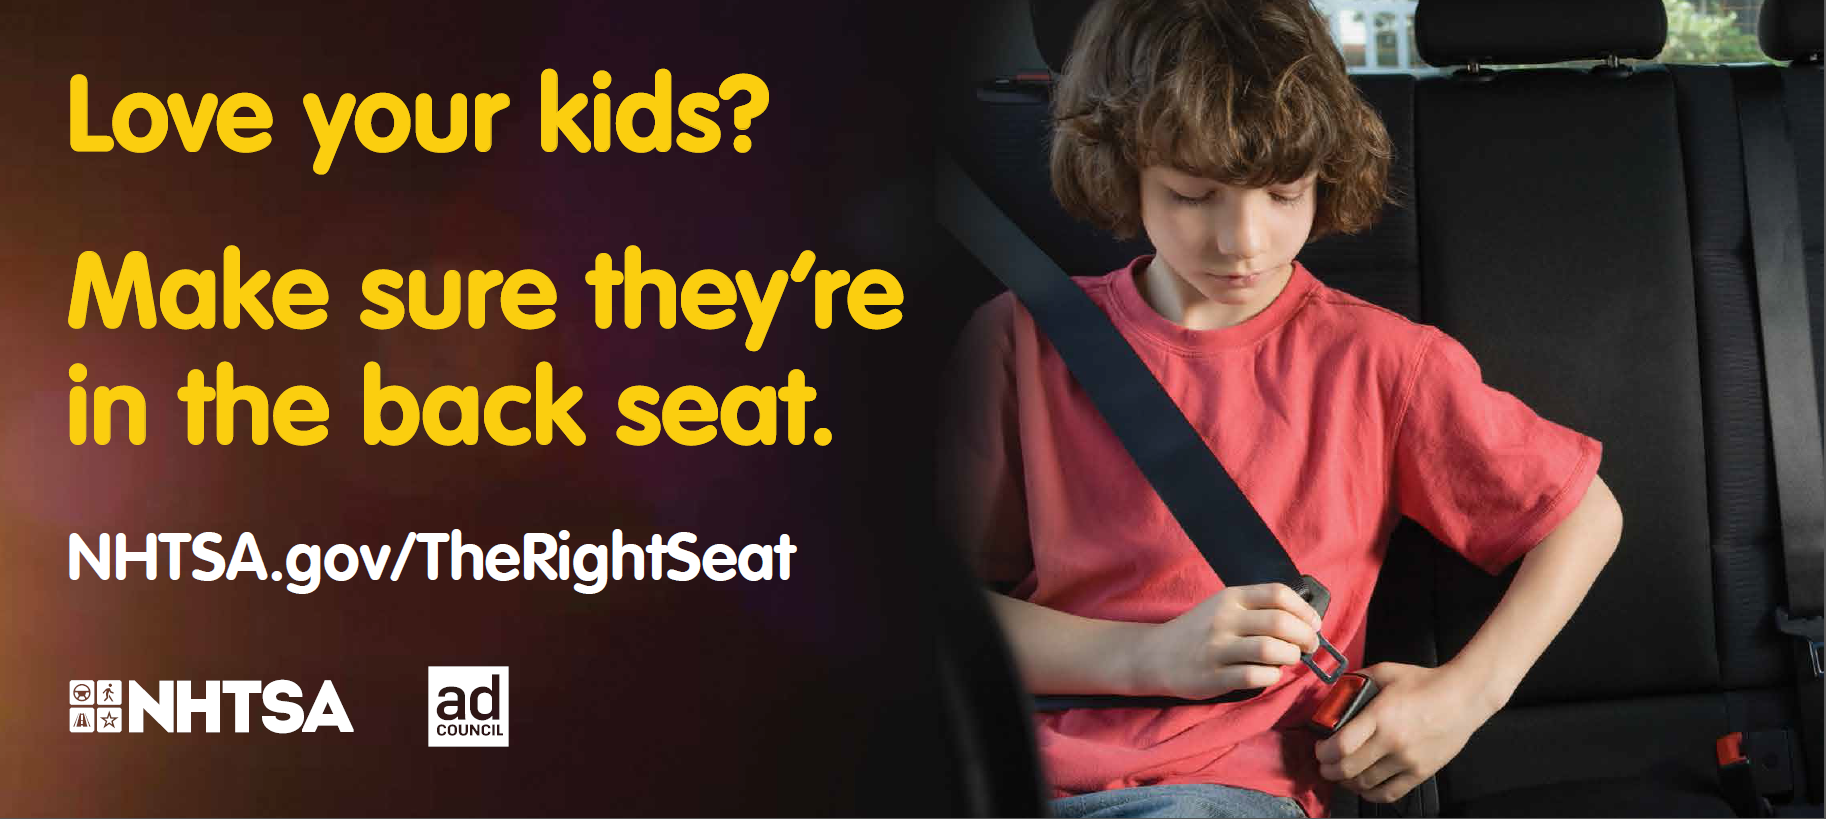 Love your kids?
Make sure they're
in the back seat.
NHTSA.gov/TheRightSeat
NHTSA
ad
COUNCIL